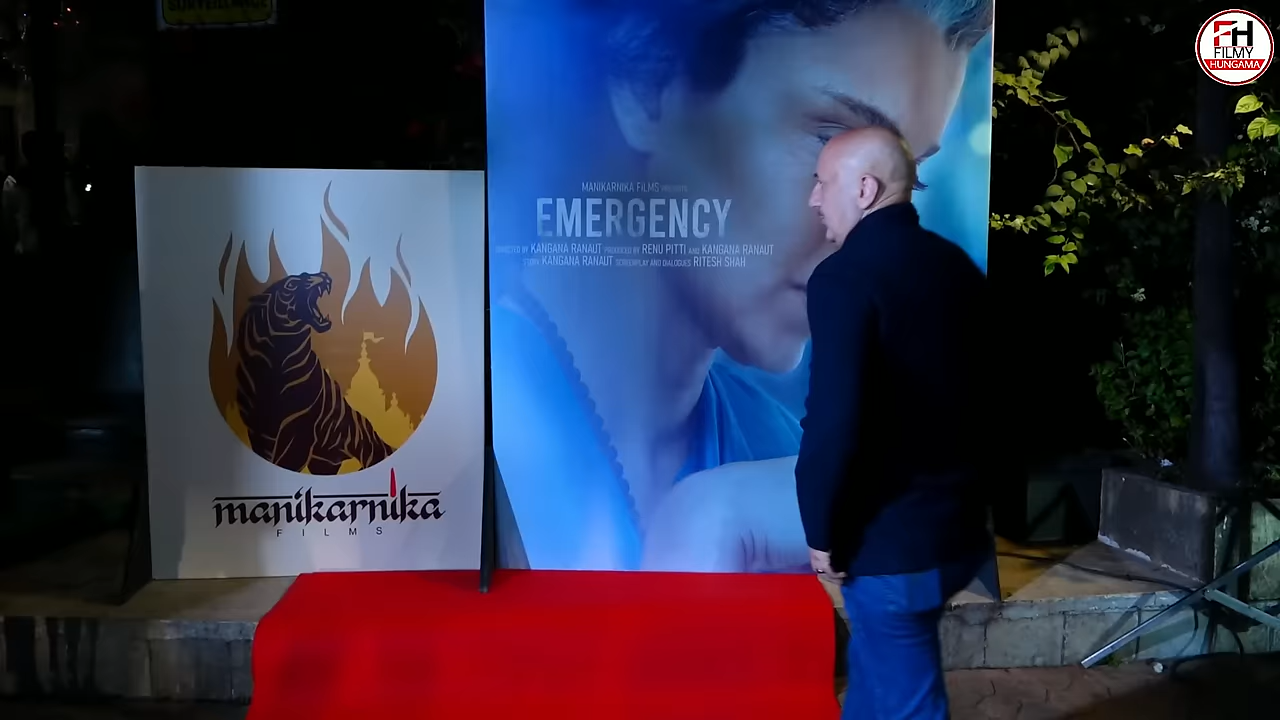 SURVEILLANCE
FH
FILMY
HUNGAMA
MANIKARNIKA FILMS PRESENTS
EMERGENCY
DIRECTED BY KANGANA RANAUT PRODUCED BY RENU PITTI AND KANGANA RANAUT
STORY KANGANA RANAUT SCREENPLAY AND DIALOGUES RITESH SHAH
manikarnika
FILMS